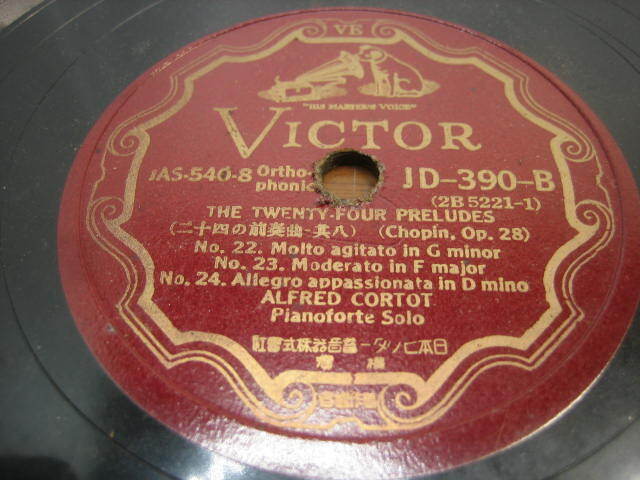 VE
"HIS MASTER'S VOICE"
VICTOR
JAS-540-8 Ortho-phonic JD-390-B
(2B 5221-1)
THE TWENTY-FOUR PRELUDES
(二十四の前奏曲-其八) (Chopin, Op. 28)
No. 22. Molto agitato in G minor
No. 23. Moderato in F major
No. 24. Allegro appassionata in D mino
ALFRED CORTOT
Pianoforte Solo
日本ビクター蓄音器株式會社
横濱